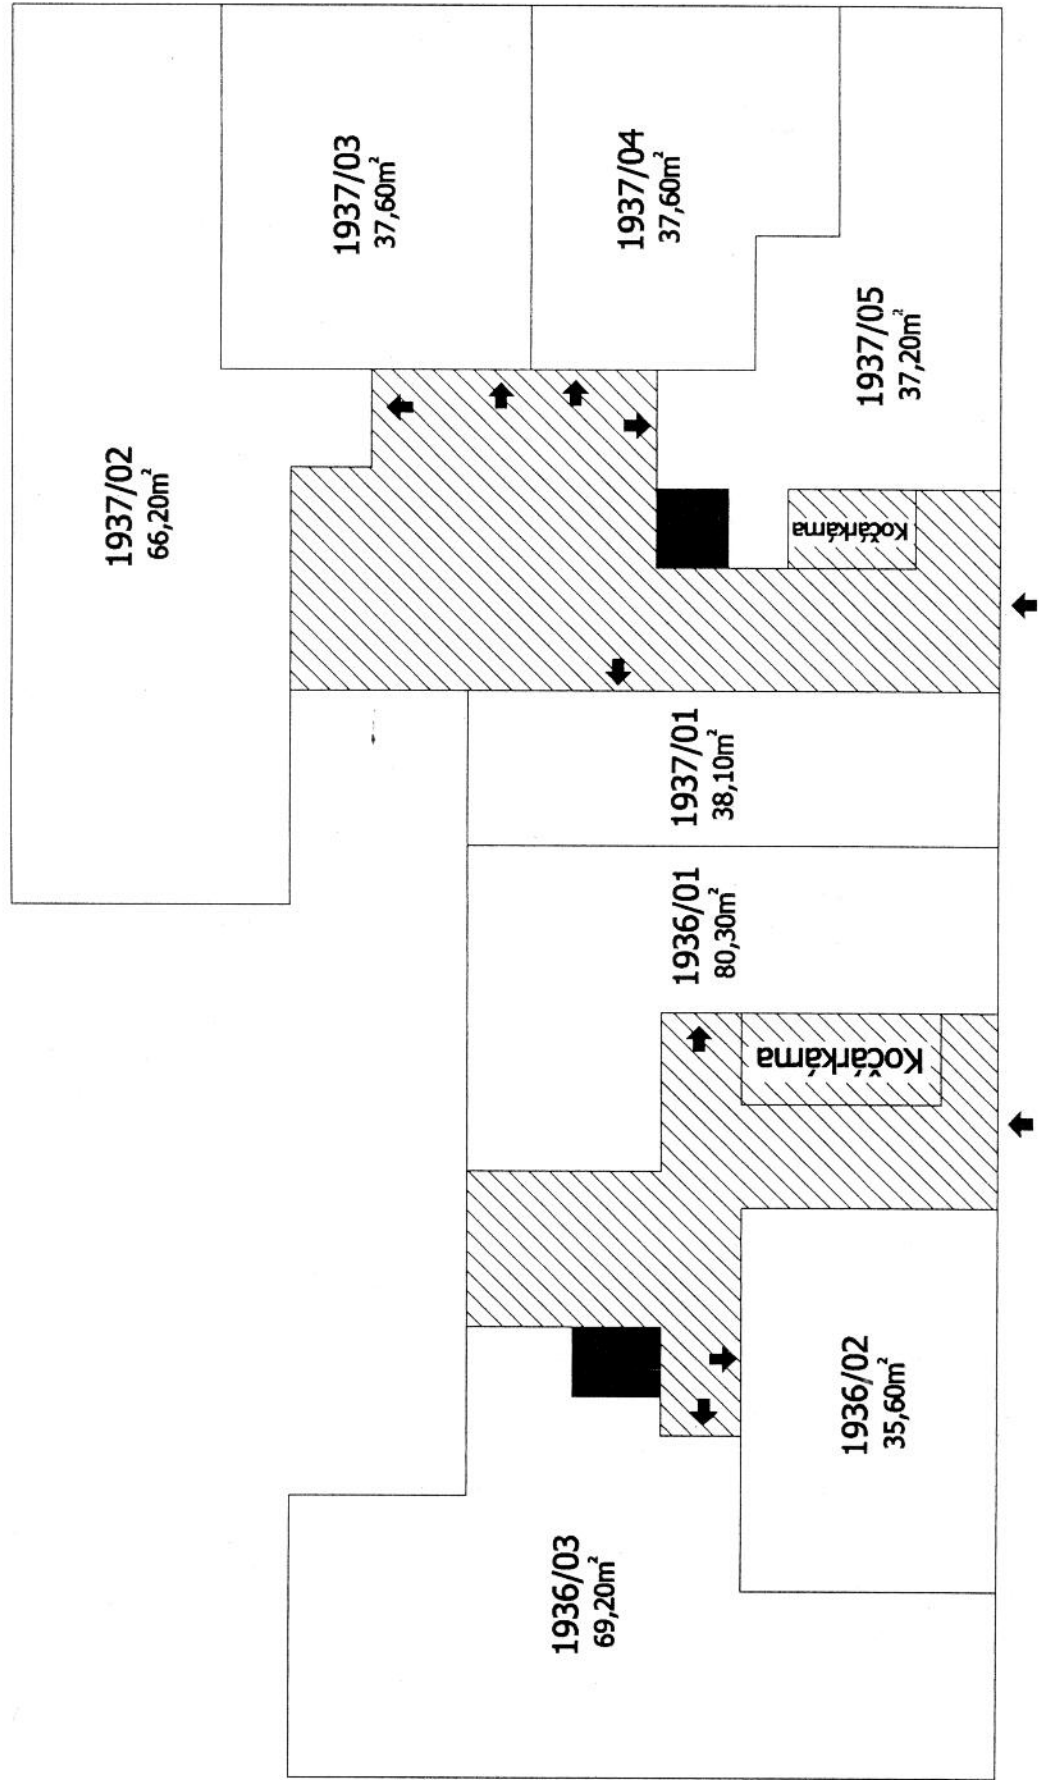 1937/02
66,20m²
1937/03
37,60m²
1937/04
37,60m²
1937/05
37,20m²
Kočárkárna
1937/01
38,10m²
1936/01
80,30m²
Kočárkárna
1936/02
35,60m²
1936/03
69,20m²